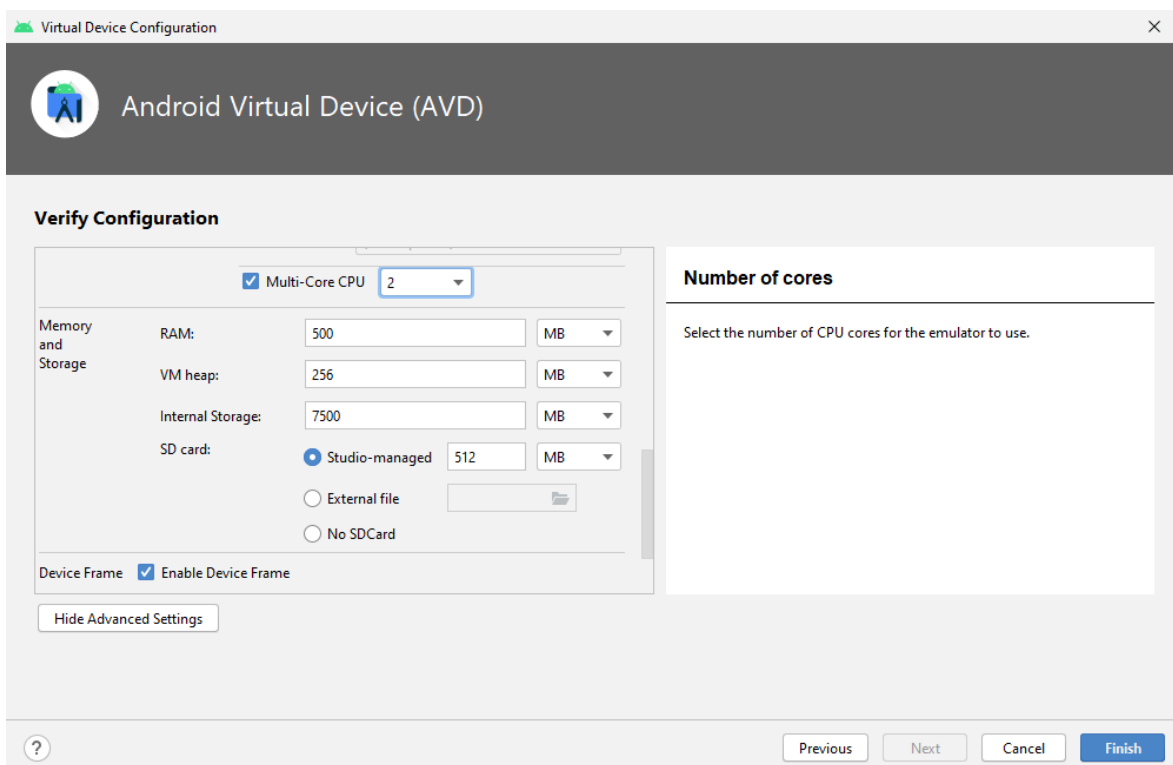 Virtual Device Configuration
Android Virtual Device (AVD)
Verify Configuration
Multi-Core CPU 2
Memory and Storage
RAM: 500 MB
VM heap: 256 MB
Internal Storage: 7500 MB
SD card: Studio-managed 512 MB
External file
No SDCard
Device Frame Enable Device Frame
Hide Advanced Settings
Number of cores
Select the number of CPU cores for the emulator to use.
? Previous Next Cancel Finish